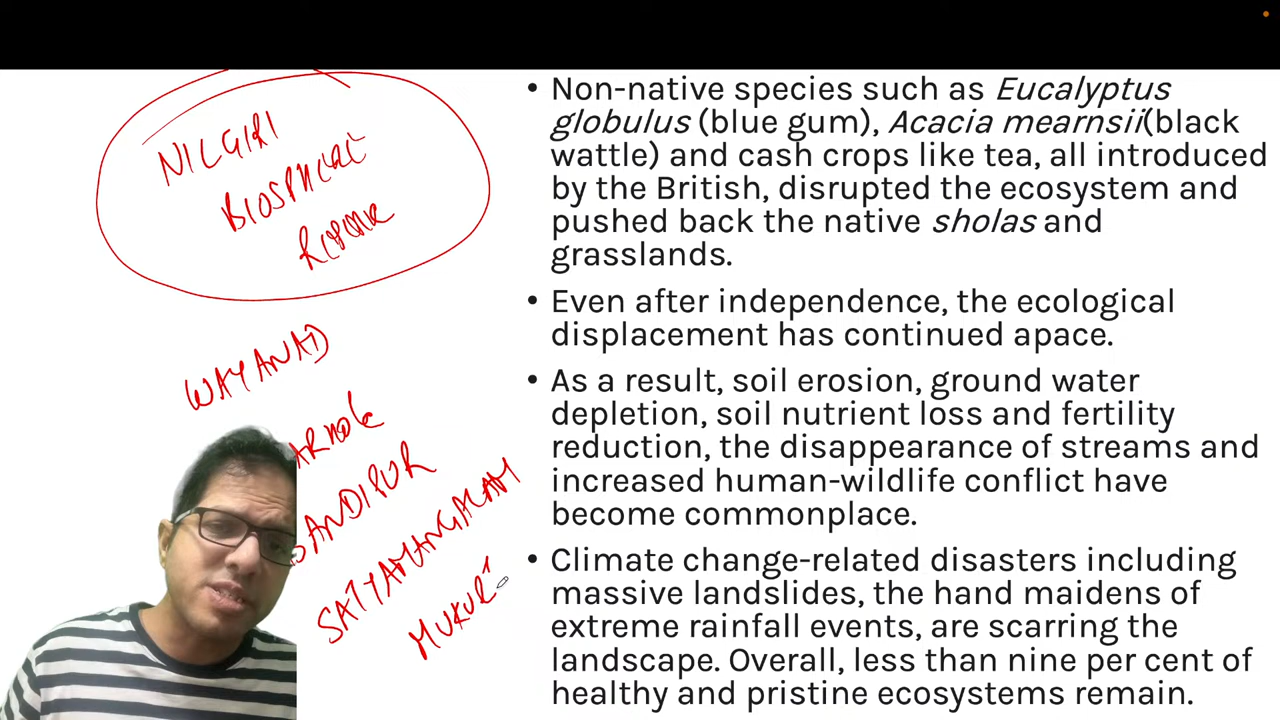 NILGIRI
BIOSPHERE
WAYANAD
BANDIPUR
SATYAMANGALAM
MUKUR
• Non-native species such as Eucalyptus
globulus (blue gum), Acacia mearnsii(black
wattle) and cash crops like tea, all introduced
by the British, disrupted the ecosystem and
pushed back the native sholas and
grasslands.
• Even after independence, the ecological
displacement has continued apace.
• As a result, soil erosion, ground water
depletion, soil nutrient loss and fertility
reduction, the disappearance of streams and
increased human-wildlife conflict have
become commonplace.
• Climate change-related disasters including
massive landslides, the hand maidens of
extreme rainfall events, are scarring the
landscape. Overall, less than nine per cent of
healthy and pristine ecosystems remain.